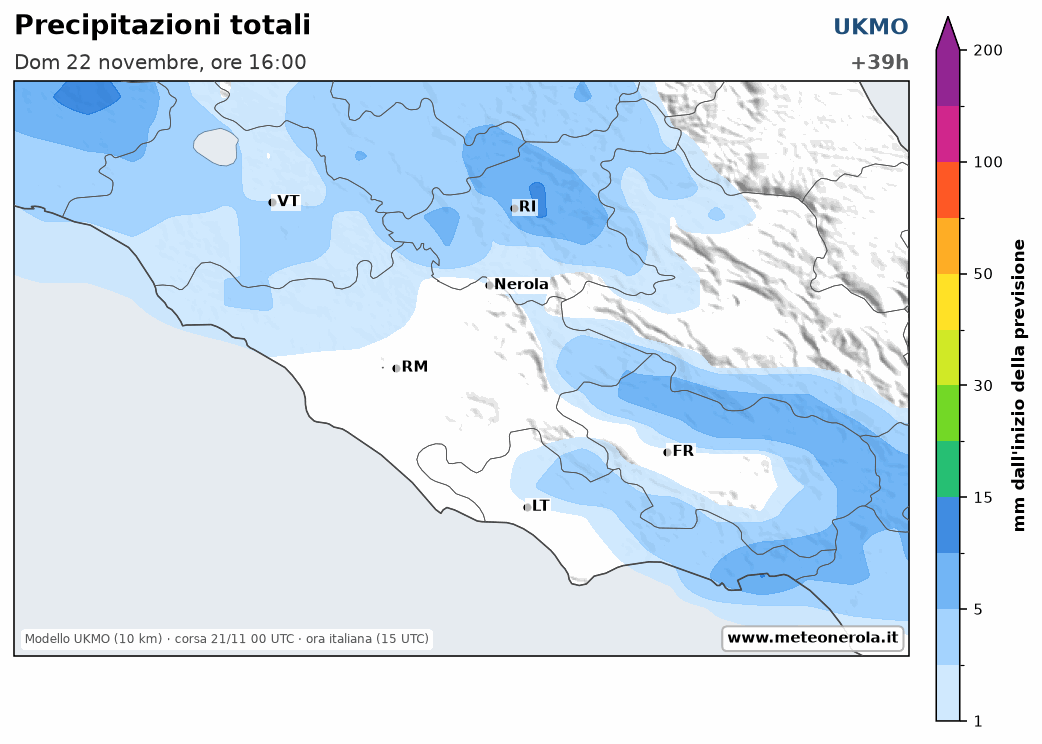 Precipitazioni totali
UKMO
Dom 22 novembre, ore 16:00
+39h
VT
RI
Nerola
RM
FR
LT
Modello UKMO (10 km) · corsa 21/11 00 UTC · ora italiana (15 UTC)
www.meteonerola.it
200
100
50
30
15
5
1
mm dall'inizio della previsione